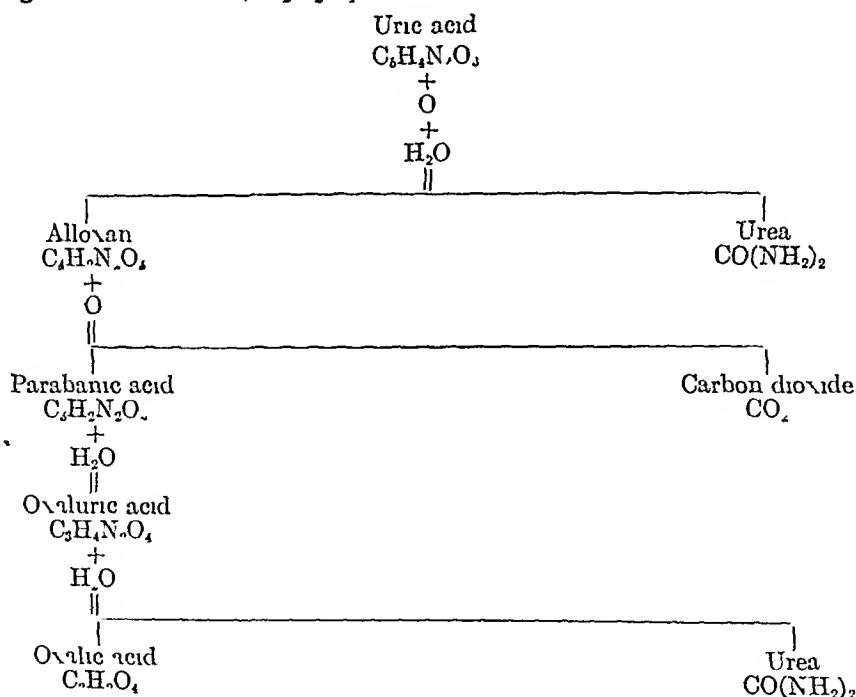 Uric acid
C₅H₄N₄O₃
+
O
+
H₂O
||
Alloxan Urea
C₄H₂N₂O₄ CO(NH₂)₂
+
O
||
Parabanic acid Carbon dioxide
C₃H₂N₂O₃ CO₂
+
H₂O
||
Oxaluric acid
C₃H₄N₂O₄
+
H₂O
||
Oxalic acid Urea
C₂H₂O₄ CO(NH₂)₂